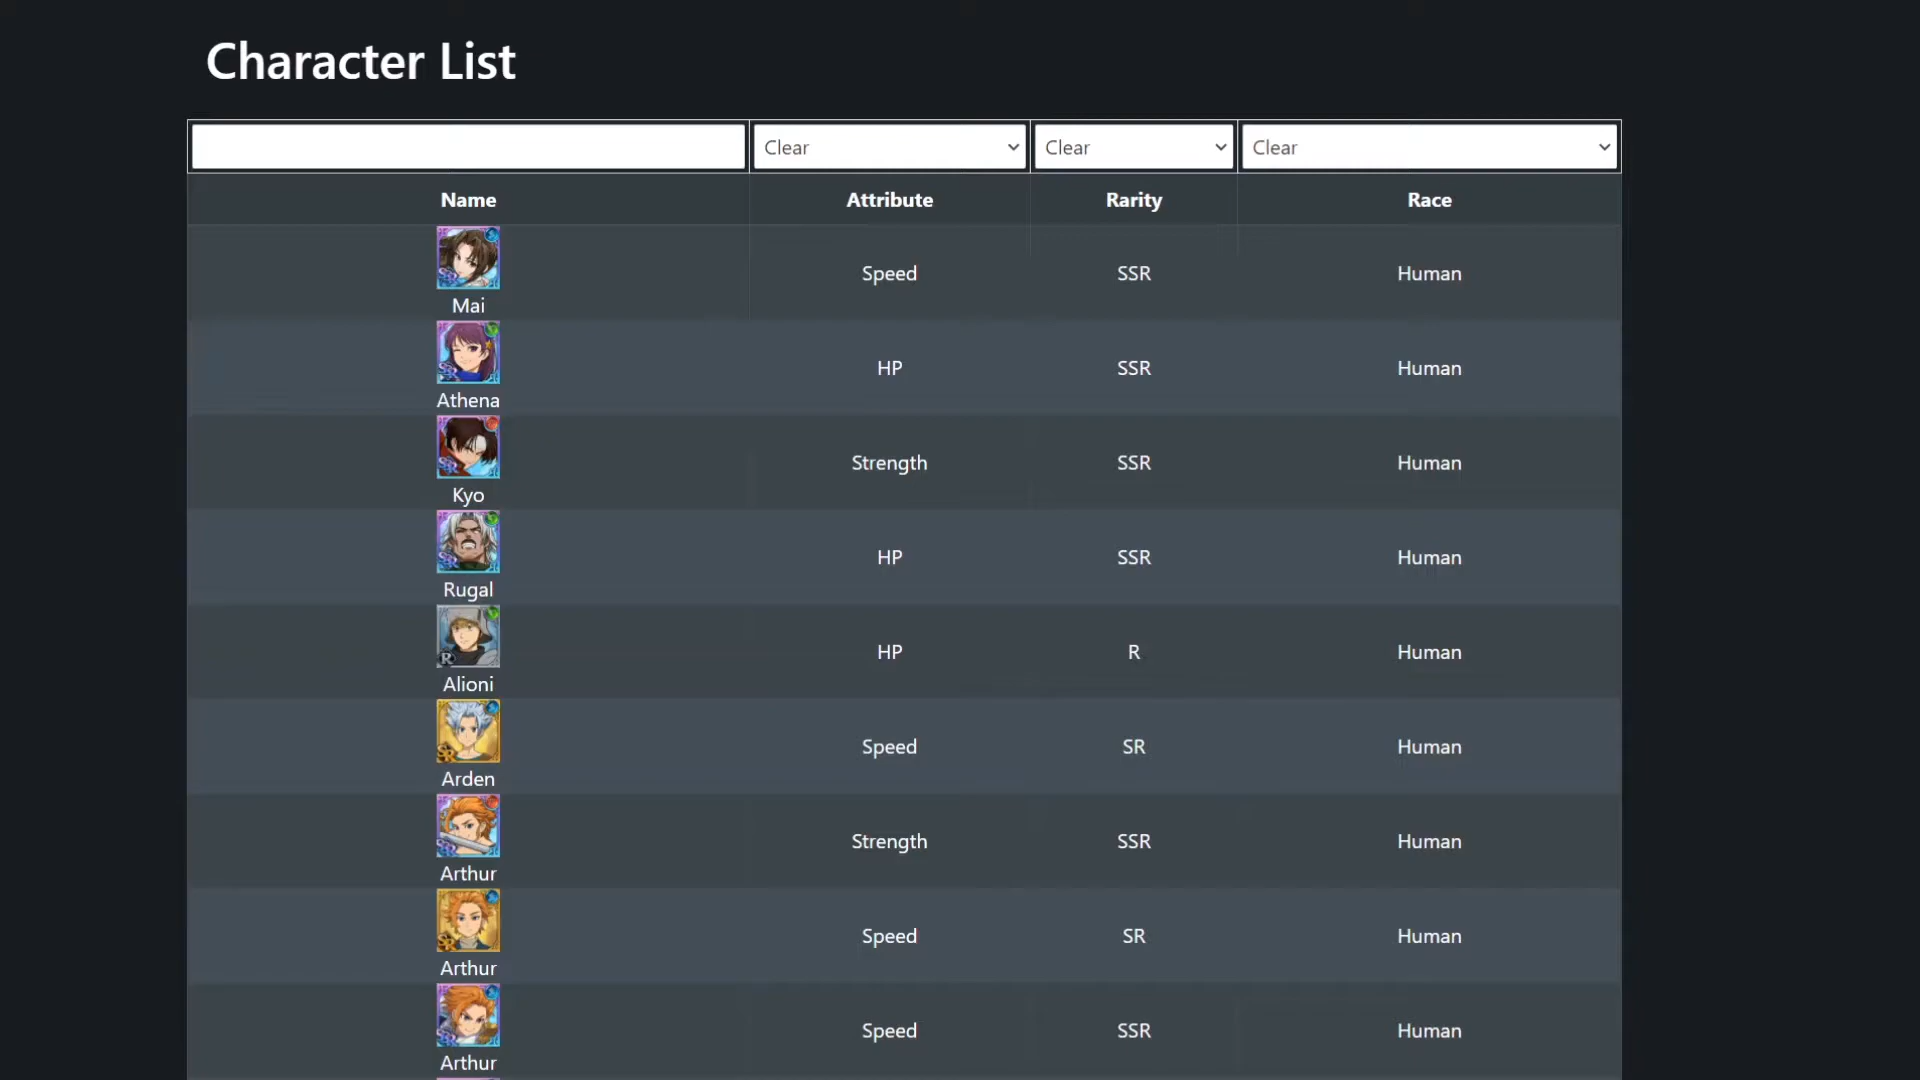 Character List
Clear Clear Clear
Name Attribute Rarity Race
Speed SSR Human
Mai
HP SSR Human
Athena
Strength SSR Human
Kyo
HP SSR Human
Rugal
HP R Human
R
Alioni
Speed SR Human
SR
Arden
Strength SSR Human
Arthur
Speed SR Human
SR
Arthur
Speed SSR Human
Arthur